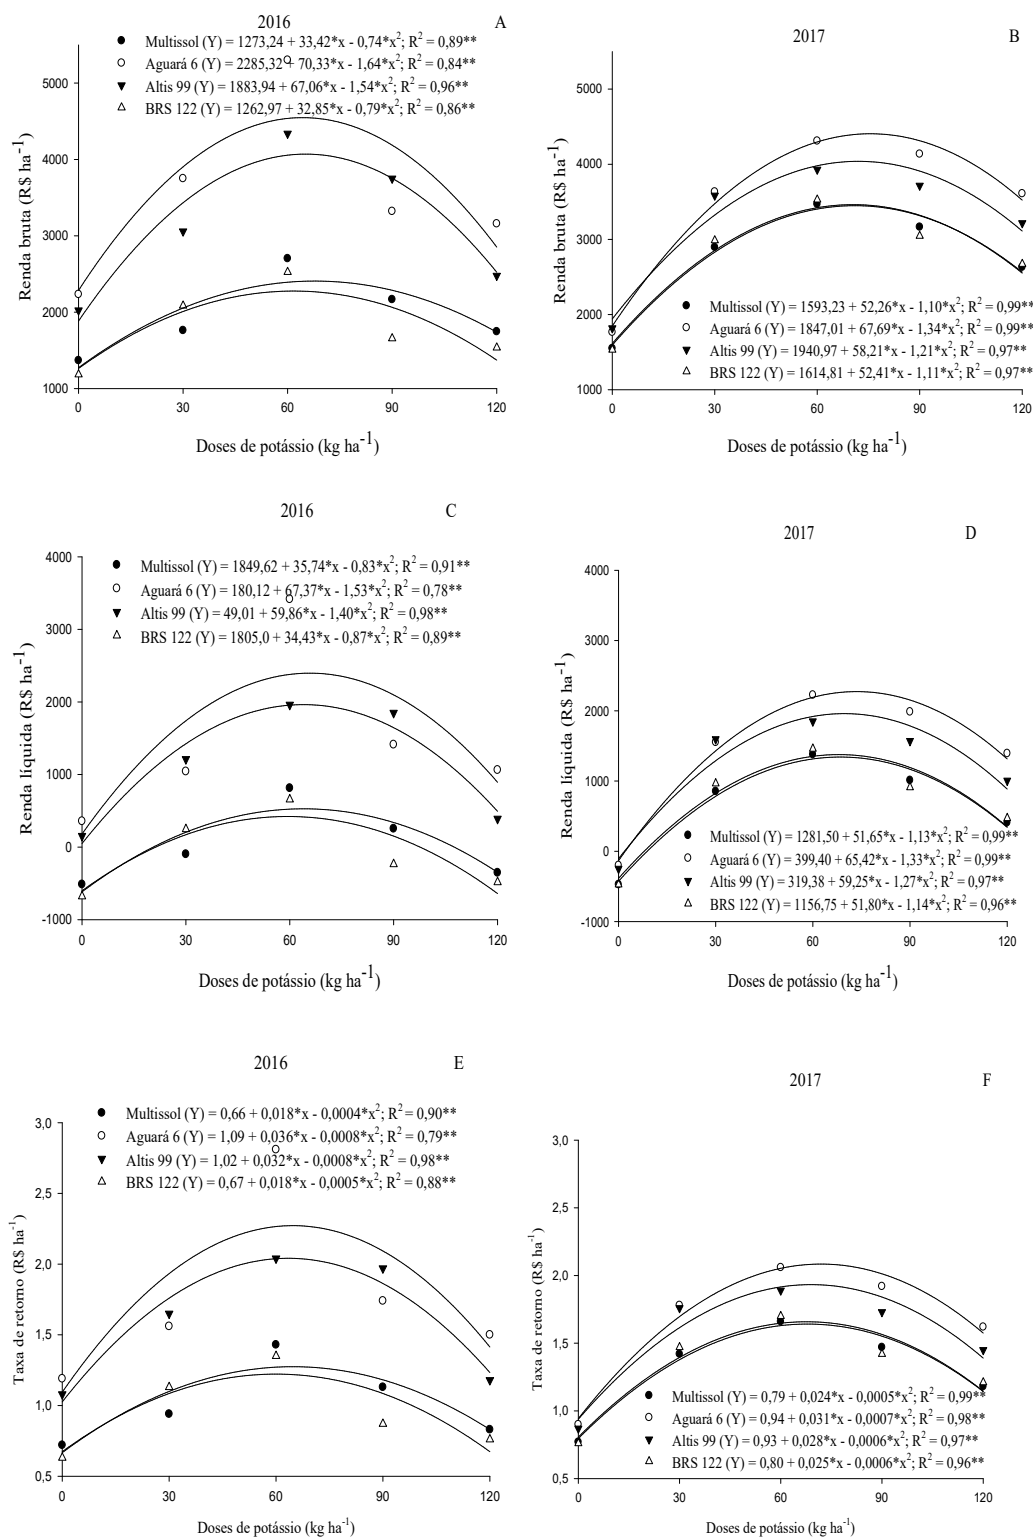 2016 A
Multissol (Y) = 1273,24 + 33,42*x - 0,74*x²; R² = 0,89**
Aguará 6 (Y) = 2285,32 + 70,33*x - 1,64*x²; R² = 0,84**
Altis 99 (Y) = 1883,94 + 67,06*x - 1,54*x²; R² = 0,96**
BRS 122 (Y) = 1262,97 + 32,85*x - 0,79*x²; R² = 0,86**
Renda bruta (R$ ha⁻¹)
5000
4000
3000
2000
1000
0 30 60 90 120
Doses de potássio (kg ha⁻¹)
2017 B
Renda bruta (R$ ha⁻¹)
5000
4000
3000
2000
1000
Multissol (Y) = 1593,23 + 52,26*x - 1,10*x²; R² = 0,99**
Aguará 6 (Y) = 1847,01 + 67,69*x - 1,34*x²; R² = 0,99**
Altis 99 (Y) = 1940,97 + 58,21*x - 1,21*x²; R² = 0,97**
BRS 122 (Y) = 1614,81 + 52,41*x - 1,11*x²; R² = 0,97**
0 30 60 90 120
Doses de potássio (kg ha⁻¹)
2016 C
Multissol (Y) = 1849,62 + 35,74*x - 0,83*x²; R² = 0,91**
Aguará 6 (Y) = 180,12 + 67,37*x - 1,53*x²; R² = 0,78**
Altis 99 (Y) = 49,01 + 59,86*x - 1,40*x²; R² = 0,98**
BRS 122 (Y) = 1805,0 + 34,43*x - 0,87*x²; R² = 0,89**
Renda líquida (R$ ha⁻¹)
4000
3000
2000
1000
0
-1000
0 30 60 90 120
Doses de potássio (kg ha⁻¹)
2017 D
Renda líquida (R$ ha⁻¹)
4000
3000
2000
1000
0
-1000
Multissol (Y) = 1281,50 + 51,65*x - 1,13*x²; R² = 0,99**
Aguará 6 (Y) = 399,40 + 65,42*x - 1,33*x²; R² = 0,99**
Altis 99 (Y) = 319,38 + 59,25*x - 1,27*x²; R² = 0,97**
BRS 122 (Y) = 1156,75 + 51,80*x - 1,14*x²; R² = 0,96**
0 30 60 90 120
Doses de potássio (kg ha⁻¹)
2016 E
Multissol (Y) = 0,66 + 0,018*x - 0,0004*x²; R² = 0,90**
Aguará 6 (Y) = 1,09 + 0,036*x - 0,0008*x²; R² = 0,79**
Altis 99 (Y) = 1,02 + 0,032*x - 0,0008*x²; R² = 0,98**
BRS 122 (Y) = 0,67 + 0,018*x - 0,0005*x²; R² = 0,88**
Taxa de retorno (R$ ha⁻¹)
3,0
2,5
2,0
1,5
1,0
0,5
0 30 60 90 120
Doses de potássio (kg ha⁻¹)
2017 F
Taxa de retorno (R$ ha⁻¹)
3,0
2,5
2,0
1,5
1,0
0,5
Multissol (Y) = 0,79 + 0,024*x - 0,0005*x²; R² = 0,99**
Aguará 6 (Y) = 0,94 + 0,031*x - 0,0007*x²; R² = 0,98**
Altis 99 (Y) = 0,93 + 0,028*x - 0,0006*x²; R² = 0,97**
BRS 122 (Y) = 0,80 + 0,025*x - 0,0006*x²; R² = 0,96**
0 30 60 90 120
Doses de potássio (kg ha⁻¹)